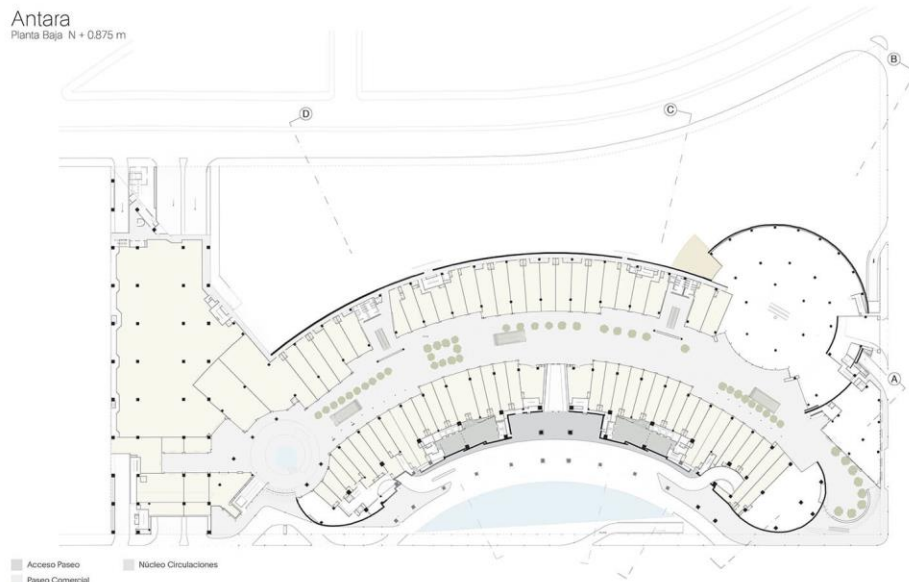 Antara
Planta Baja N + 0.875 m
B
D
C
A
Acceso Paseo
Núcleo Circulaciones
Paseo Comercial